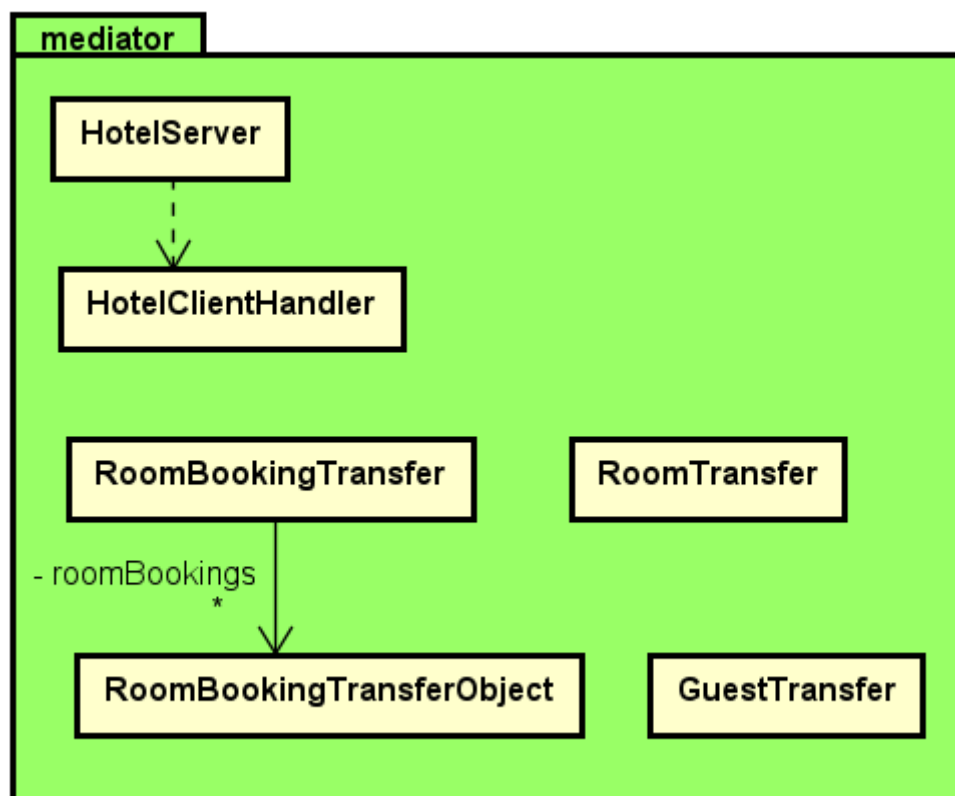 mediator
HotelServer
HotelClientHandler
RoomBookingTransfer
RoomTransfer
- roomBookings
*
RoomBookingTransferObject
GuestTransfer